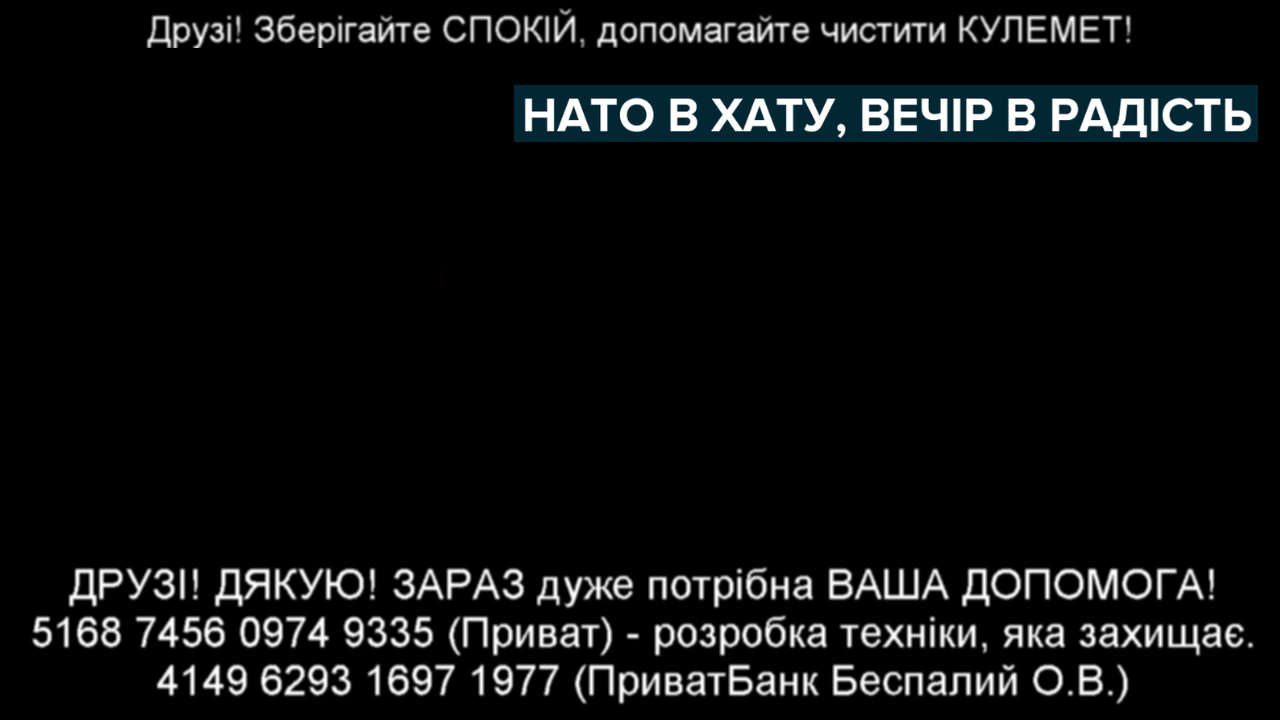 Друзі! Зберігайте СПОКІЙ, допомагайте чистити КУЛЕМЕТ!
НАТО В ХАТУ, ВЕЧІР В РАДІСТЬ
ДРУЗІ! ДЯКУЮ! ЗАРАЗ дуже потрібна ВАША ДОПОМОГА!
5168 7456 0974 9335 (Приват) - розробка техніки, яка захищає.
4149 6293 1697 1977 (ПриватБанк Беспалий О.В.)